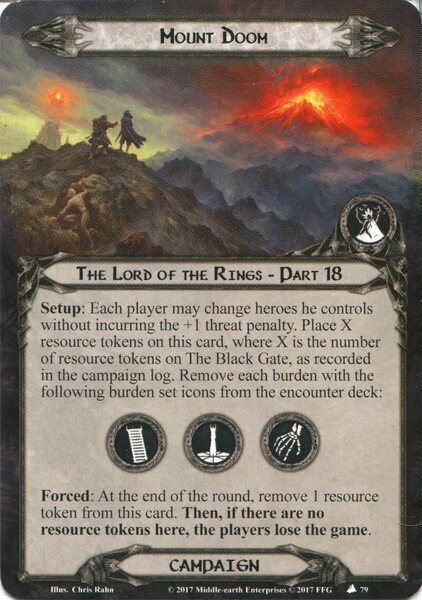 Mount Doom
The Lord of the Rings - Part 18
Setup: Each player may change heroes he controls
without incurring the +1 threat penalty. Place X
resource tokens on this card, where X is the number
of resource tokens on The Black Gate, as recorded
in the campaign log. Remove each burden with the
following burden set icons from the encounter deck:
Forced: At the end of the round, remove 1 resource
token from this card. Then, if there are no
resource tokens here, the players lose the game.
CAMPAIGN
Illus. Chris Rahn © 2017 Middle-earth Enterprises © 2017 FFG 79